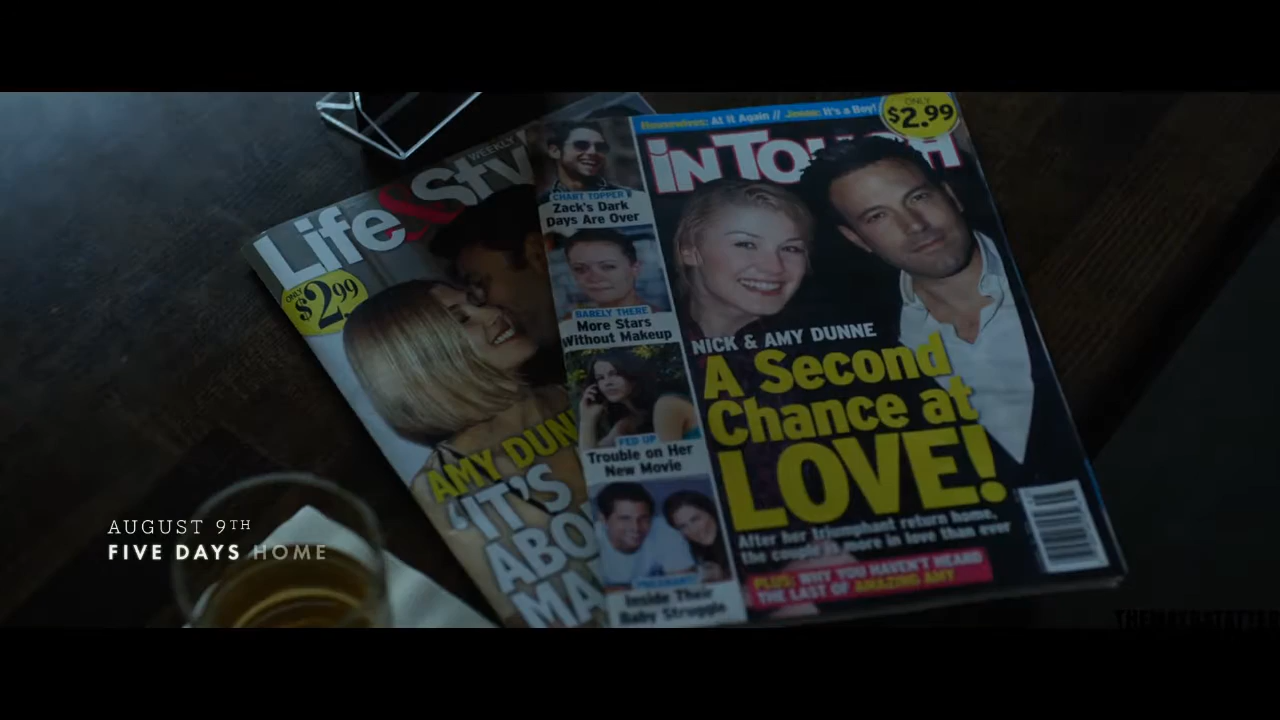 WEEKLY
Life & Sty
ONLY
$2.99
AMY DUN
'IT'S
ABO
MA
CHART TOPPER
Zack's Dark
Days Are Over
BARELY THERE
More Stars
Without Makeup
FED UP
Trouble on Her
New Movie
PREGNANT!
Inside Their
Baby Struggle
Housewives: At It Again // Jenna: It's a Boy!
ONLY
$2.99
IN TOUCH
NICK & AMY DUNNE
A Second
Chance at
LOVE!
After her triumphant return home,
the couple is more in love than ever
PLUS: WHY YOU HAVEN'T HEARD
THE LAST OF AMAZING AMY
AUGUST 9TH
FIVE DAYS HOME